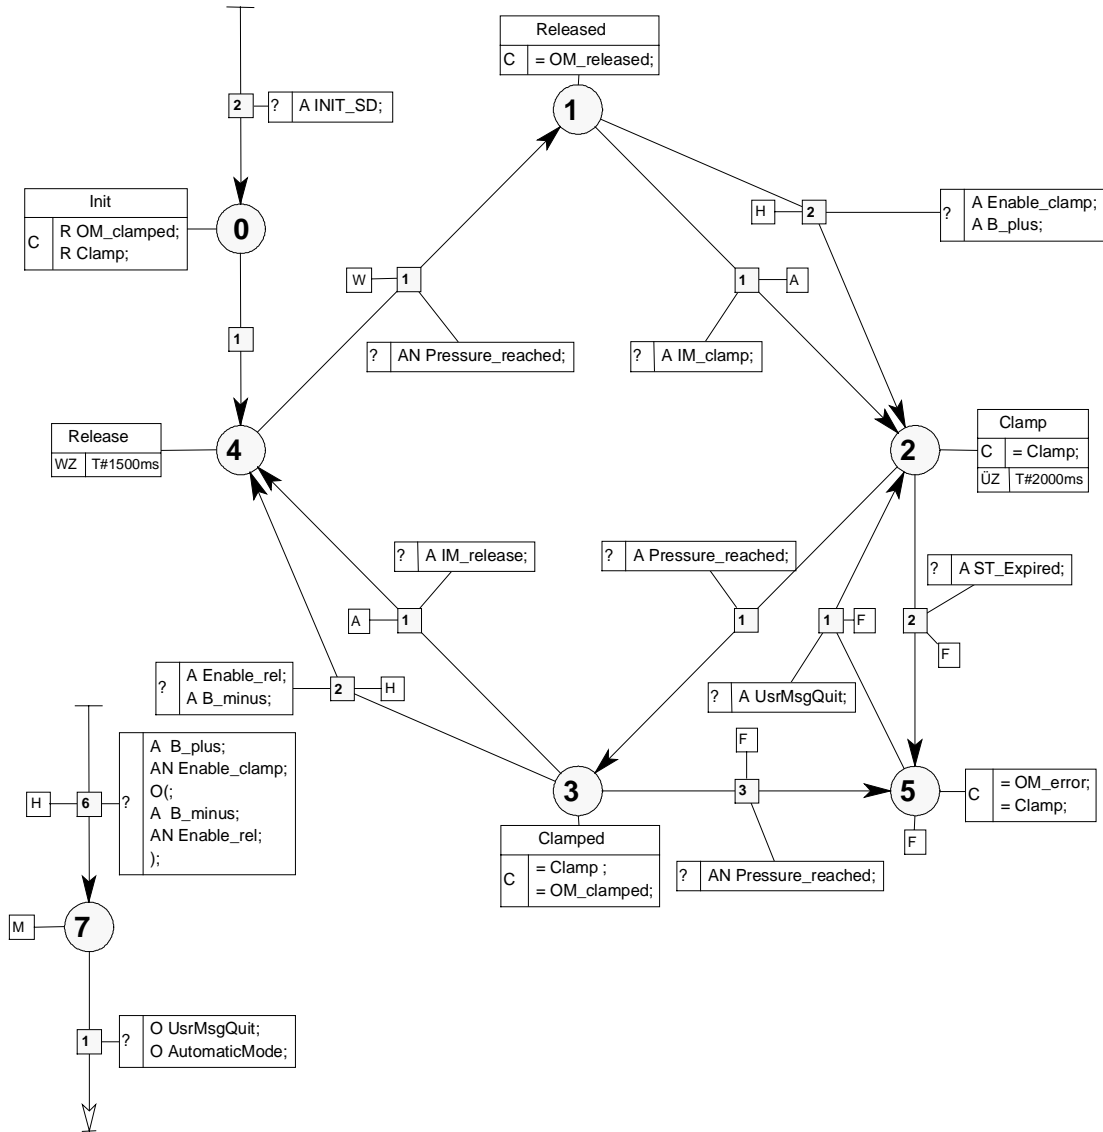 Released
C = OM_released;
1
2 ? A INIT_SD;
Init
C R OM_clamped;
R Clamp;
0
H 2 ? A Enable_clamp;
A B_plus;
W 1
1 A
1
? AN Pressure_reached;
? A IM_clamp;
Release
WZ T#1500ms
4
2
Clamp
C = Clamp;
ÜZ T#2000ms
? A IM_release;
? A Pressure_reached;
? A ST_Expired;
A 1
1
1 F
2
F
? A Enable_rel;
A B_minus;
2 H
? A UsrMsgQuit;
H 6 ? A B_plus;
AN Enable_clamp;
O(;
A B_minus;
AN Enable_rel;
);
F
3
3
5
C = OM_error;
= Clamp;
F
Clamped
C = Clamp ;
= OM_clamped;
? AN Pressure_reached;
M 7
1 ? O UsrMsgQuit;
O AutomaticMode;